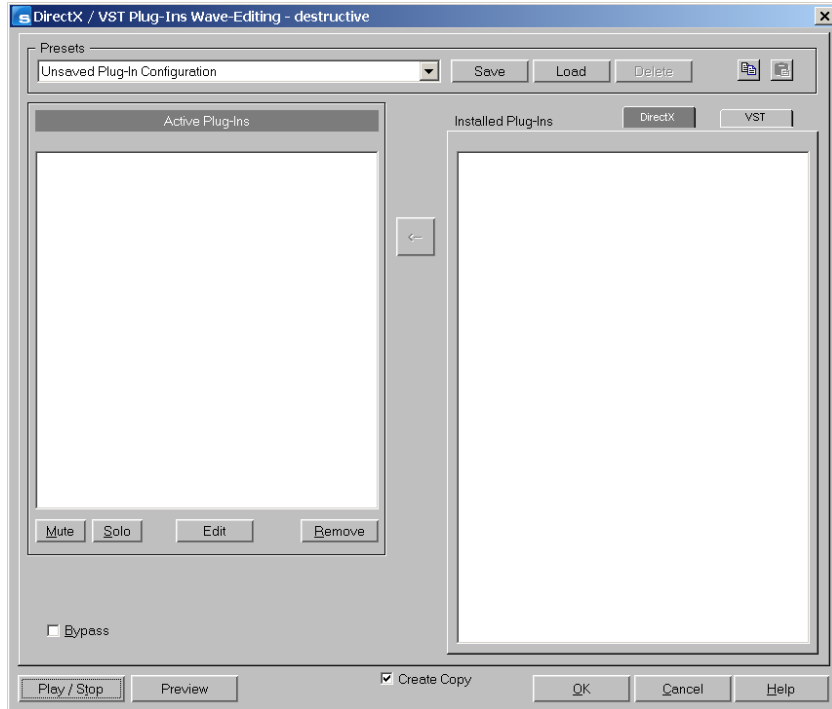 s DirectX / VST Plug-Ins Wave-Editing - destructive
Presets
Unsaved Plug-In Configuration
Save
Load
Delete
Active Plug-Ins
Installed Plug-Ins
DirectX
VST
<--
Mute
Solo
Edit
Remove
Bypass
Play / Stop
Preview
Create Copy
OK
Cancel
Help